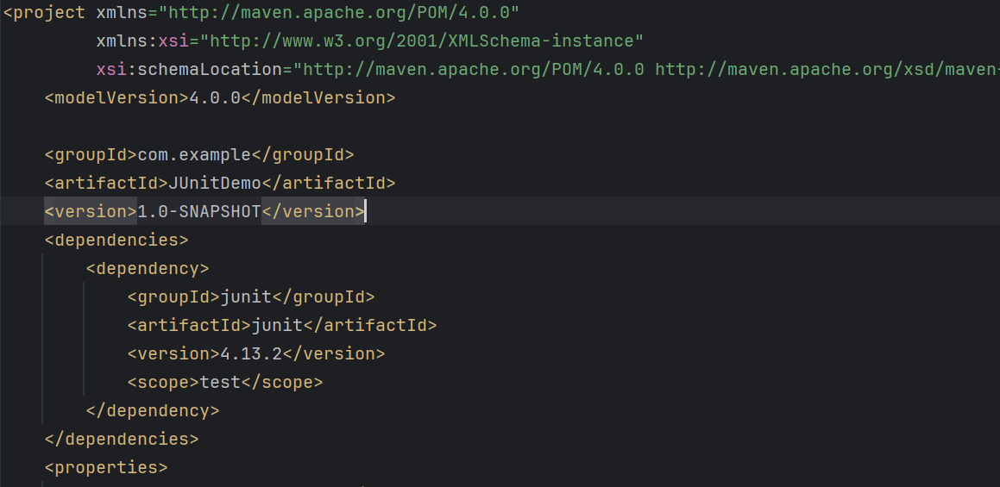 <project xmlns="http://maven.apache.org/POM/4.0.0"
xmlns:xsi="http://www.w3.org/2001/XMLSchema-instance"
xsi:schemaLocation="http://maven.apache.org/POM/4.0.0 http://maven.apache.org/xsd/maven-
<modelVersion>4.0.0</modelVersion>
<groupId>com.example</groupId>
<artifactId>JUnitDemo</artifactId>
<version>1.0-SNAPSHOT</version>
<dependencies>
<dependency>
<groupId>junit</groupId>
<artifactId>junit</artifactId>
<version>4.13.2</version>
<scope>test</scope>
</dependency>
</dependencies>
<properties>